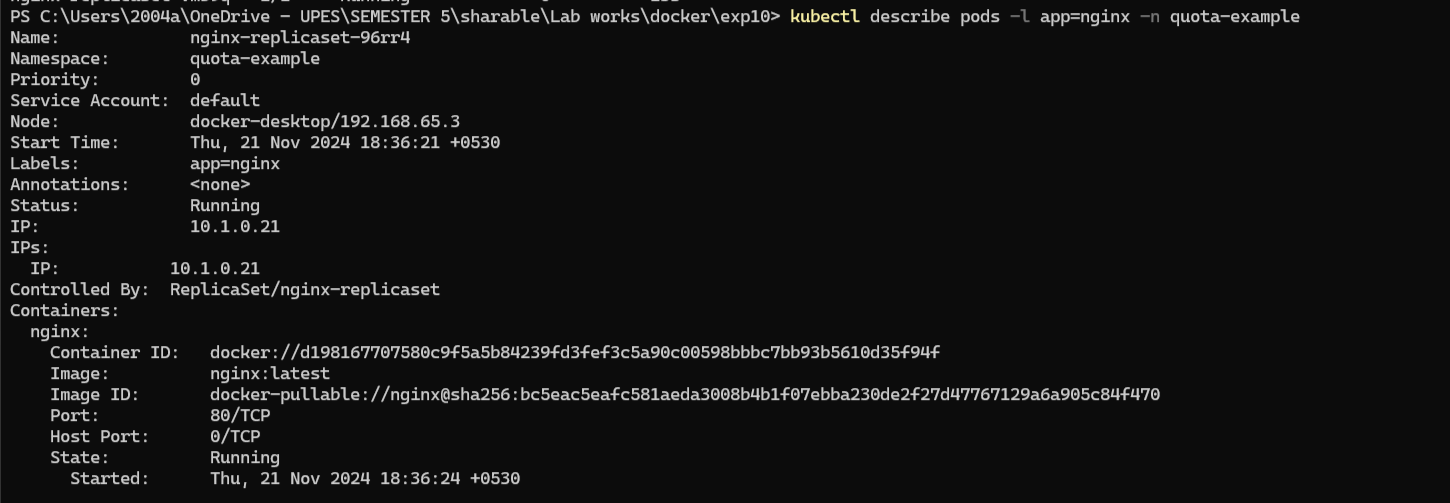 PS C:\Users\2004a\OneDrive - UPES\SEMESTER 5\sharable\Lab works\docker\exp10> kubectl describe pods -l app=nginx -n quota-example
Name:             nginx-replicaset-96rr4
Namespace:        quota-example
Priority:         0
Service Account:  default
Node:             docker-desktop/192.168.65.3
Start Time:       Thu, 21 Nov 2024 18:36:21 +0530
Labels:           app=nginx
Annotations:      <none>
Status:           Running
IP:               10.1.0.21
IPs:
  IP:           10.1.0.21
Controlled By:  ReplicaSet/nginx-replicaset
Containers:
  nginx:
    Container ID:   docker://d198167707580c9f5a5b84239fd3fef3c5a90c00598bbbc7bb93b5610d35f94f
    Image:          nginx:latest
    Image ID:       docker-pullable://nginx@sha256:bc5eac5eafc581aeda3008b4b1f07ebba230de2f27d47767129a6a905c84f470
    Port:           80/TCP
    Host Port:      0/TCP
    State:          Running
      Started:      Thu, 21 Nov 2024 18:36:24 +0530